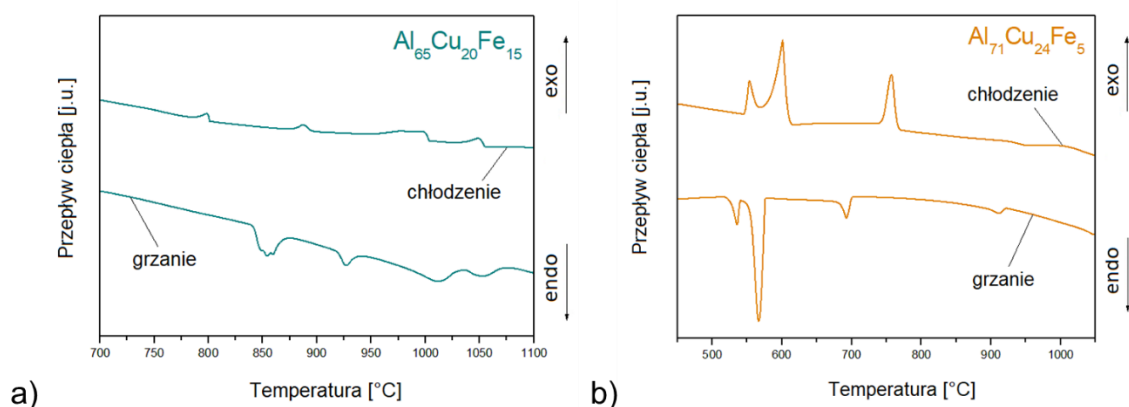 Al65Cu20Fe15
Przepływ ciepła [j.u.]
exo
endo
chłodzenie
grzanie
700 750 800 850 900 950 1000 1050 1100
Temperatura [°C]
a)
Al71Cu24Fe5
Przepływ ciepła [j.u.]
exo
endo
chłodzenie
grzanie
500 600 700 800 900 1000
Temperatura [°C]
b)